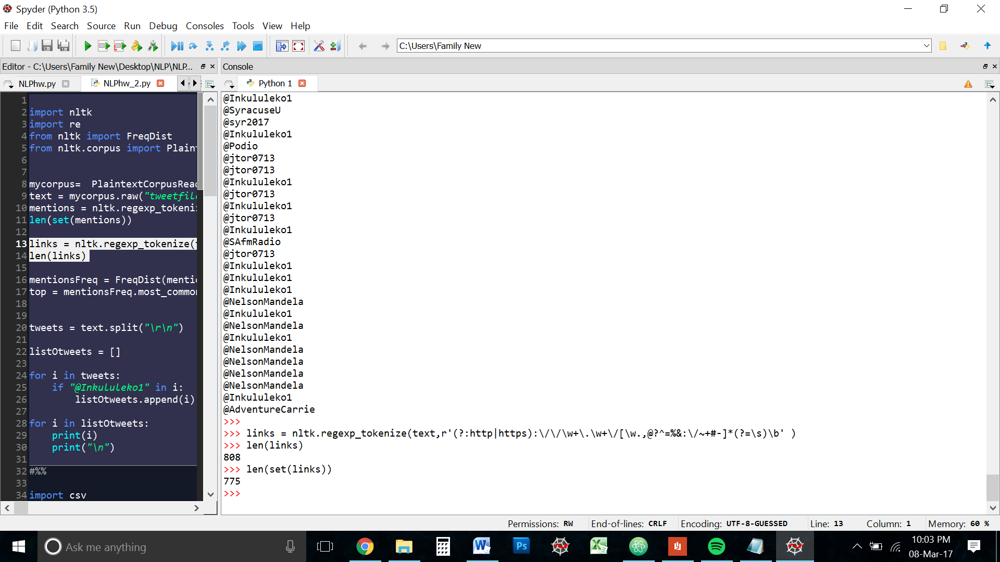 Spyder (Python 3.5)
File Edit Search Source Run Debug Consoles Tools View Help
C:\Users\Family New
Editor - C:\Users\Family New\Desktop\NLP\NLP...
NLPhw.py NLPhw_2.py
1
2 import nltk
3 import re
4 from nltk import FreqDist
5 from nltk.corpus import Plain
6
7
8 mycorpus= PlaintextCorpusRea
9 text = mycorpus.raw("tweetfil
10 mentions = nltk.regexp_tokeni
11 len(set(mentions))
12
13 links = nltk.regexp_tokenize(
14 len(links)
15
16 mentionsFreq = FreqDist(menti
17 top = mentionsFreq.most_commo
18
19
20 tweets = text.split("\r\n")
21
22 listOtweets = []
23
24 for i in tweets:
25 if "@Inkululeko1" in i:
26 listOtweets.append(i)
27
28 for i in listOtweets:
29 print(i)
30 print("\n")
31
32 #%%
33
34 import csv
Console
Python 1
@Inkululeko1
@SyracuseU
@syr2017
@Inkululeko1
@Podio
@jtor0713
@jtor0713
@Inkululeko1
@jtor0713
@Inkululeko1
@jtor0713
@Inkululeko1
@SAfmRadio
@jtor0713
@Inkululeko1
@Inkululeko1
@Inkululeko1
@NelsonMandela
@Inkululeko1
@NelsonMandela
@Inkululeko1
@NelsonMandela
@NelsonMandela
@NelsonMandela
@NelsonMandela
@Inkululeko1
@AdventureCarrie
>>>
>>> links = nltk.regexp_tokenize(text,r'(?:http|https):\/\/\w+\.\w+\/[\w.,@?^=%&:\/~+#-]*(?=\s)\b' )
>>> len(links)
808
>>> len(set(links))
775
>>>
Permissions: RW End-of-lines: CRLF Encoding: UTF-8-GUESSED Line: 13 Column: 1 Memory: 60 %
Ask me anything
W
Ps
10:03 PM
08-Mar-17